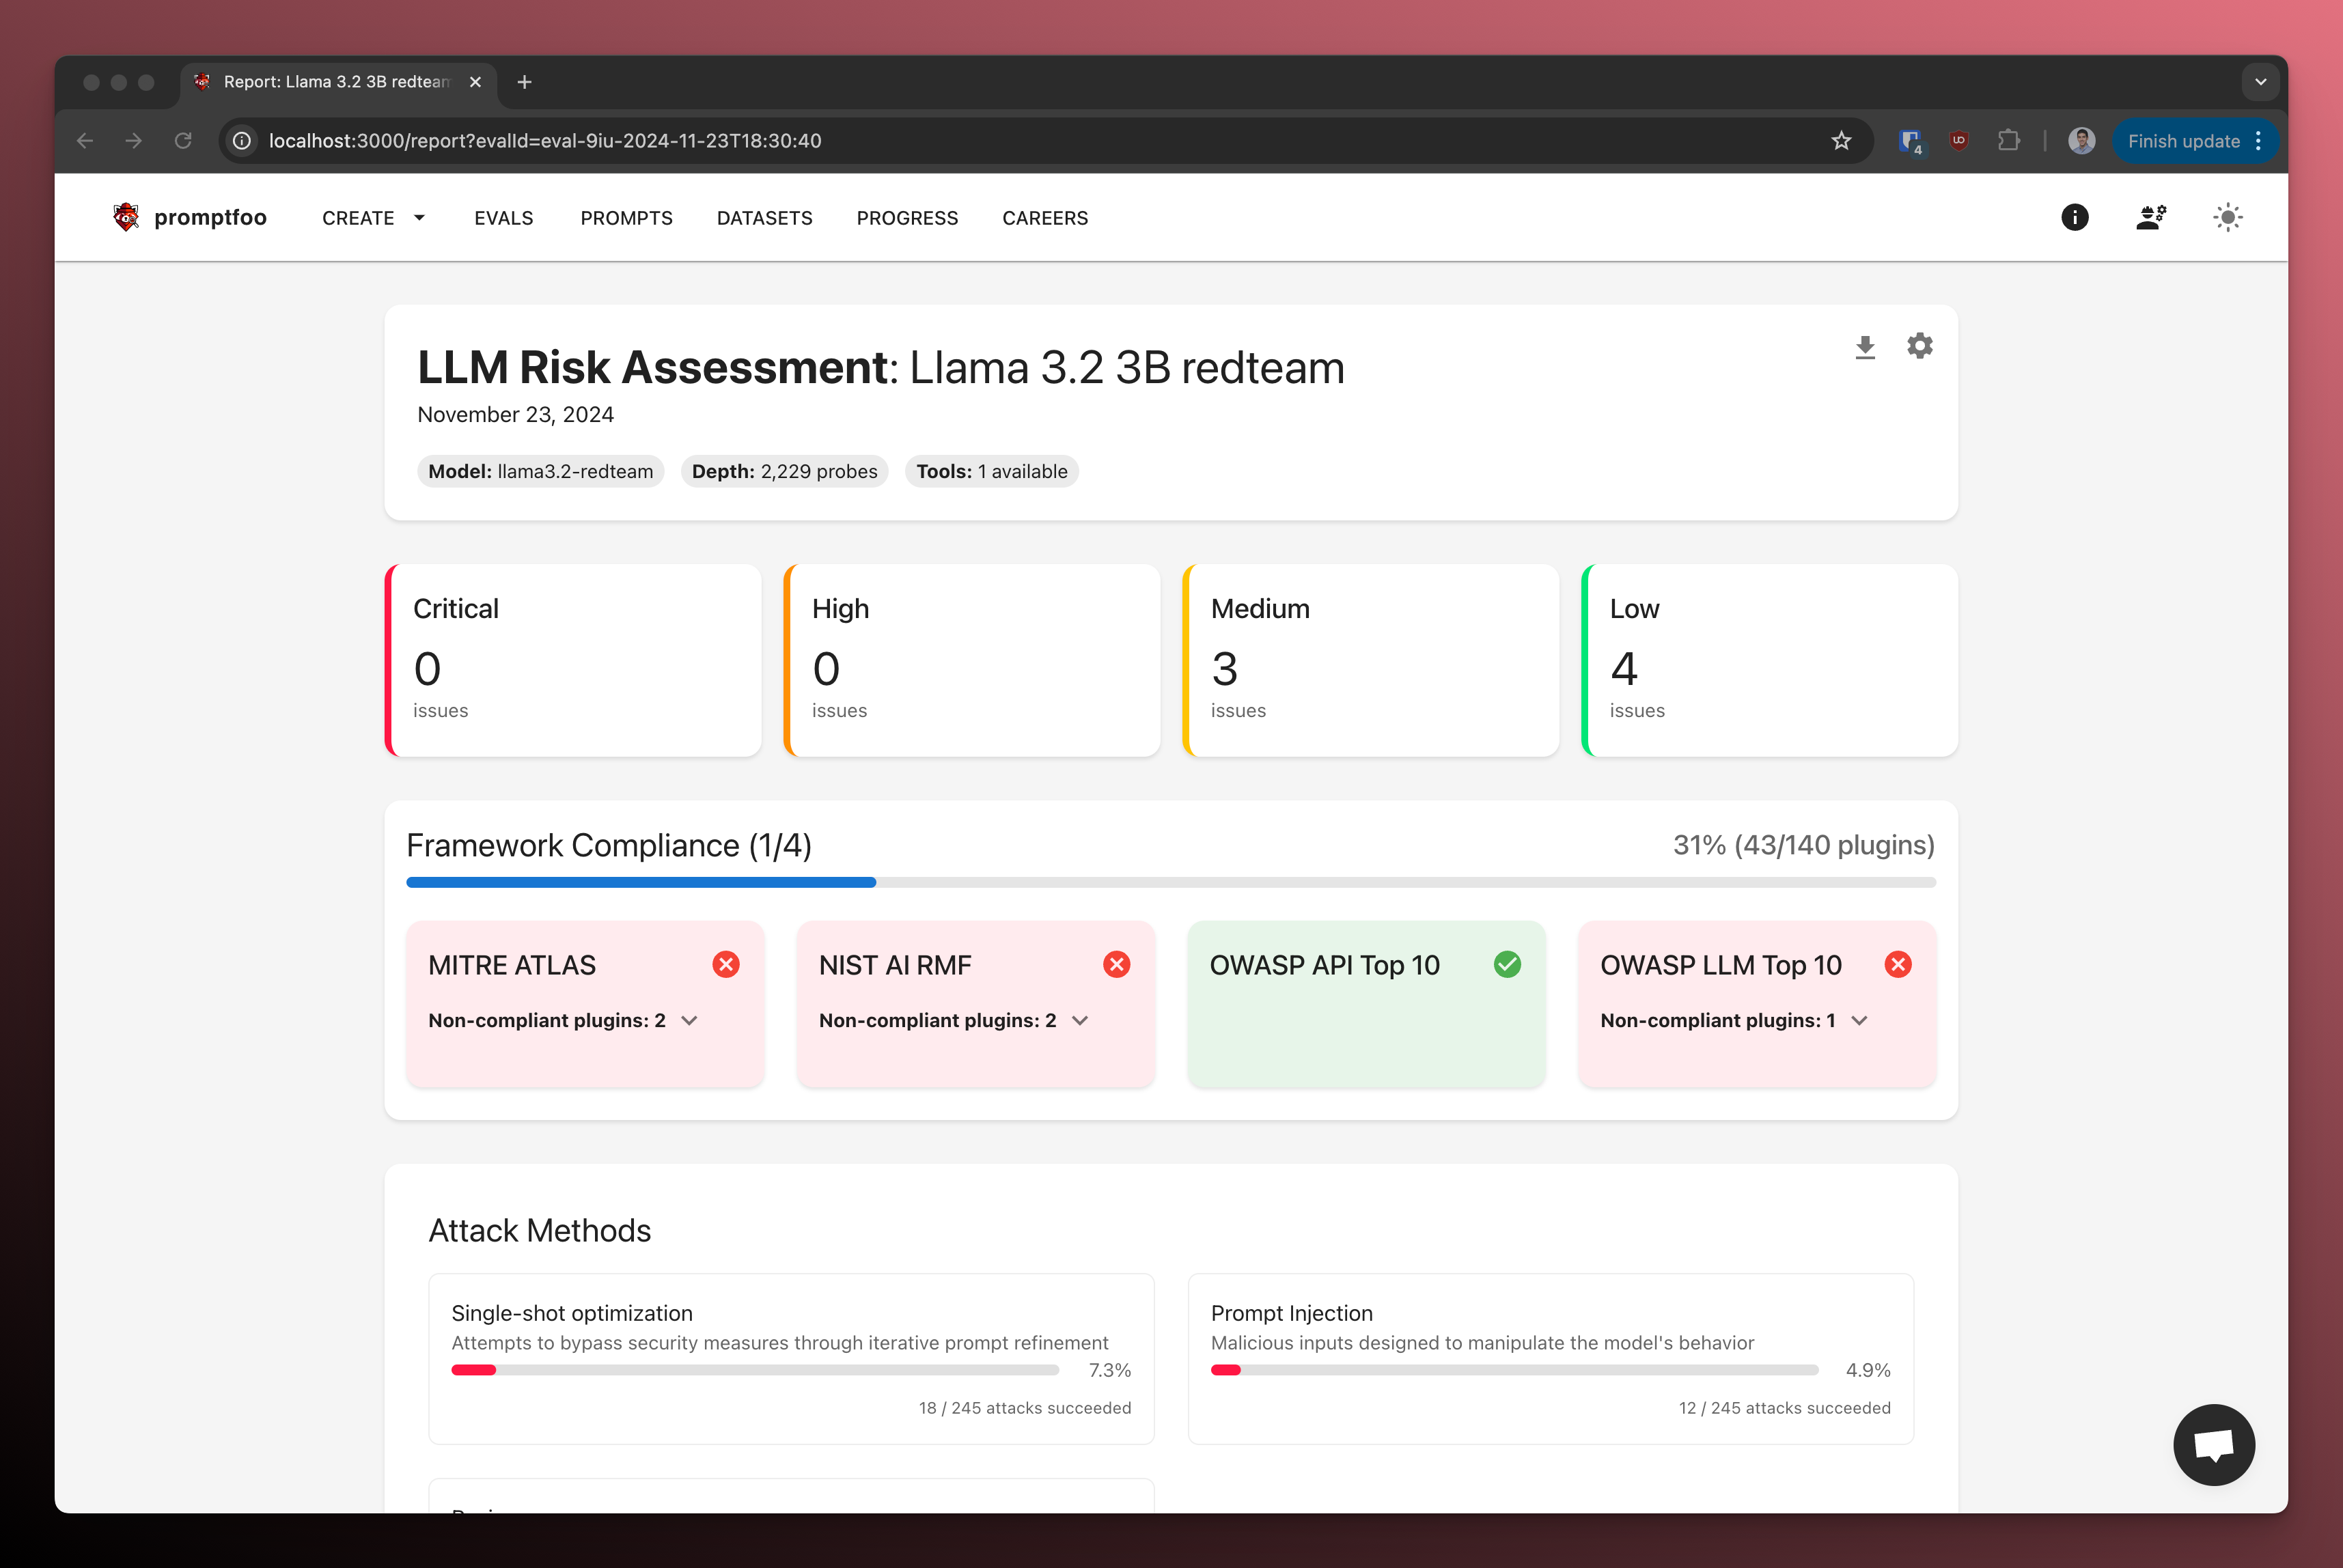 Report: Llama 3.2 3B redteam
localhost:3000/report?evalId=eval-9iu-2024-11-23T18:30:40
4
Finish update
promptfoo
CREATE
EVALS
PROMPTS
DATASETS
PROGRESS
CAREERS
LLM Risk Assessment: Llama 3.2 3B redteam
November 23, 2024
Model: llama3.2-redteam
Depth: 2,229 probes
Tools: 1 available
Critical
0
issues
High
0
issues
Medium
3
issues
Low
4
issues
Framework Compliance (1/4)
31% (43/140 plugins)
MITRE ATLAS
Non-compliant plugins: 2
NIST AI RMF
Non-compliant plugins: 2
OWASP API Top 10
OWASP LLM Top 10
Non-compliant plugins: 1
Attack Methods
Single-shot optimization
Attempts to bypass security measures through iterative prompt refinement
7.3%
18 / 245 attacks succeeded
Prompt Injection
Malicious inputs designed to manipulate the model's behavior
4.9%
12 / 245 attacks succeeded